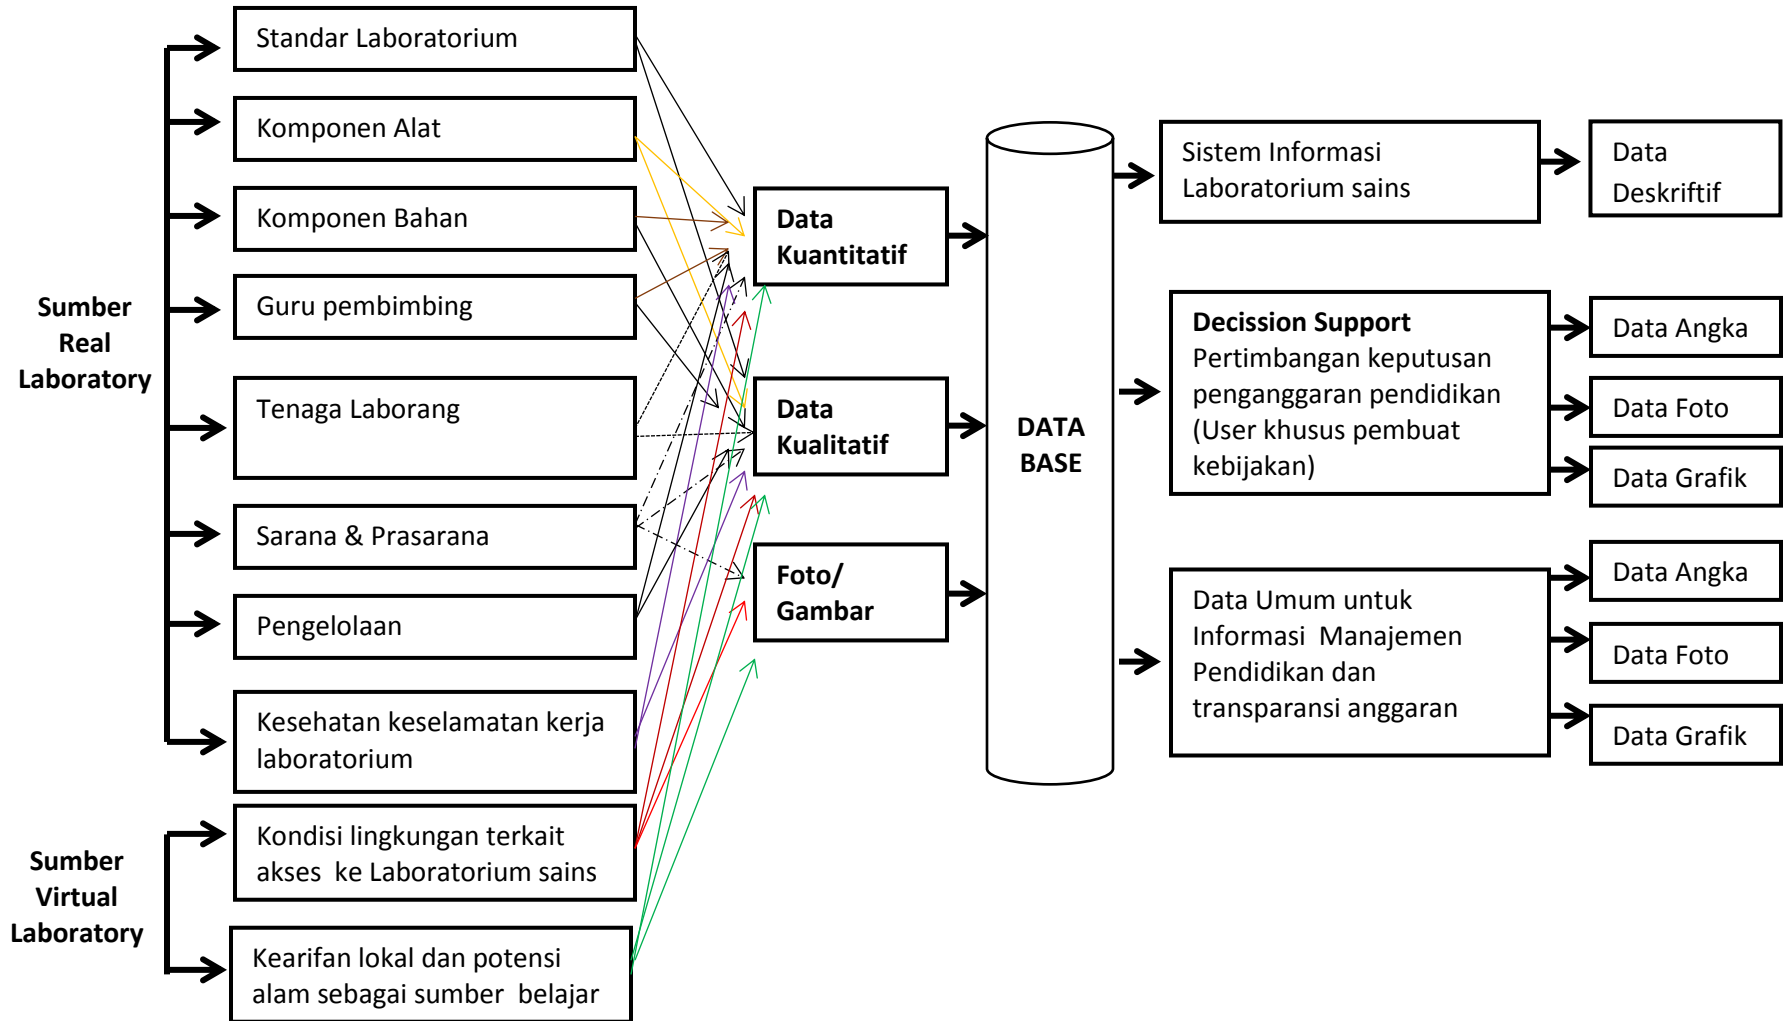 Sumber
Real
Laboratory
Standar Laboratorium
Komponen Alat
Komponen Bahan
Guru pembimbing
Tenaga Laborang
Sarana & Prasarana
Pengelolaan
Kesehatan keselamatan kerja
laboratorium
Sumber
Virtual
Laboratory
Kondisi lingkungan terkait
akses ke Laboratorium sains
Kearifan lokal dan potensi
alam sebagai sumber belajar
Data
Kuantitatif
Data
Kualitatif
Foto/
Gambar
DATA
BASE
Sistem Informasi
Laboratorium sains
Data
Deskriftif
Decission Support
Pertimbangan keputusan
penganggaran pendidikan
(User khusus pembuat
kebijakan)
Data Angka
Data Foto
Data Grafik
Data Umum untuk
Informasi Manajemen
Pendidikan dan
transparansi anggaran
Data Angka
Data Foto
Data Grafik